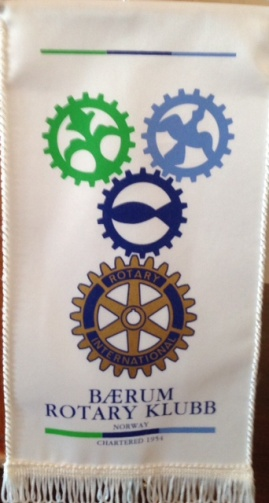 ROTARY
INTERNATIONAL
BÆRUM
ROTARY KLUBB
NORWAY
CHARTERED 1954